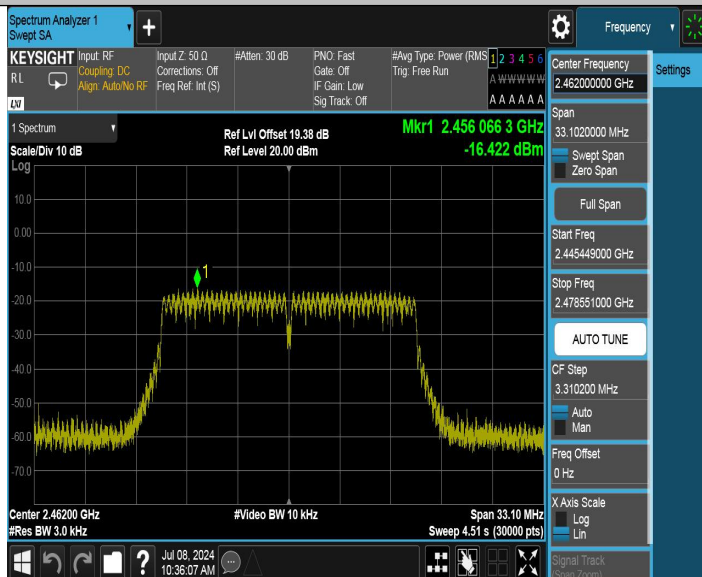 Spectrum Analyzer 1
Swept SA
+
Frequency
KEYSIGHT
RL
LXI
Input: RF
Coupling: DC
Align: Auto/No RF
Input Z: 50 Ω
Corrections: Off
Freq Ref: Int (S)
#Atten: 30 dB
PNO: Fast
Gate: Off
IF Gain: Low
Sig Track: Off
#Avg Type: Power (RMS
Trig: Free Run
1 2 3 4 5 6
A W W W W W
A A A A A A
1 Spectrum
Scale/Div 10 dB
Log
Ref Lvl Offset 19.38 dB
Ref Level 20.00 dBm
Mkr1 2.456 066 3 GHz
-16.422 dBm
10.0
0.00
-10.0
-20.0
-30.0
-40.0
-50.0
-60.0
-70.0
1
Center 2.46200 GHz
#Res BW 3.0 kHz
#Video BW 10 kHz
Span 33.10 MHz
Sweep 4.51 s (30000 pts)
?
Jul 08, 2024
10:36:07 AM
Center Frequency
2.462000000 GHz
Span
33.1020000 MHz
Swept Span
Zero Span
Full Span
Start Freq
2.445449000 GHz
Stop Freq
2.478551000 GHz
AUTO TUNE
CF Step
3.310200 MHz
Auto
Man
Freq Offset
0 Hz
X Axis Scale
Log
Lin
Signal Track
(Span Zoom)
Settings